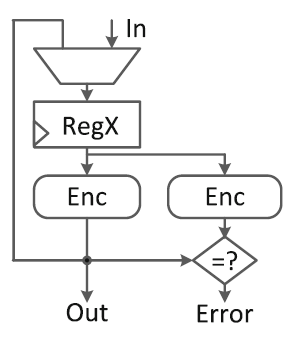 In
RegX
Enc Enc
=?
Out Error